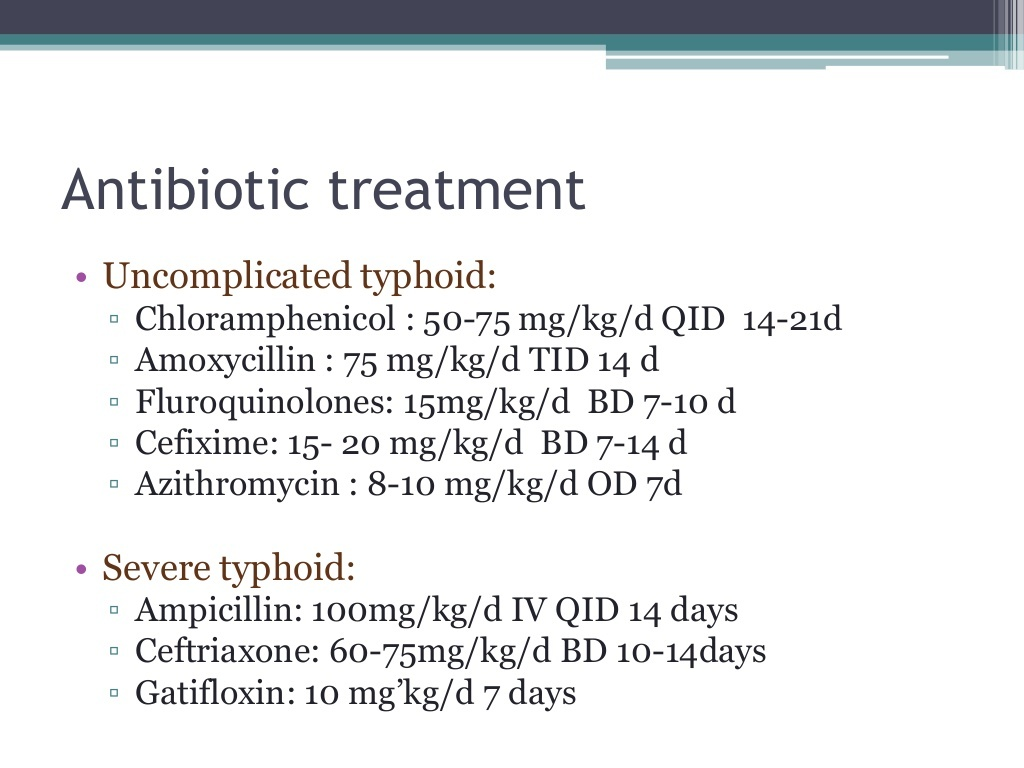 Antibiotic treatment
• Uncomplicated typhoid:
▫ Chloramphenicol : 50-75 mg/kg/d QID 14-21d
▫ Amoxycillin : 75 mg/kg/d TID 14 d
▫ Fluroquinolones: 15mg/kg/d BD 7-10 d
▫ Cefixime: 15- 20 mg/kg/d BD 7-14 d
▫ Azithromycin : 8-10 mg/kg/d OD 7d
• Severe typhoid:
▫ Ampicillin: 100mg/kg/d IV QID 14 days
▫ Ceftriaxone: 60-75mg/kg/d BD 10-14days
▫ Gatifloxin: 10 mg’kg/d 7 days